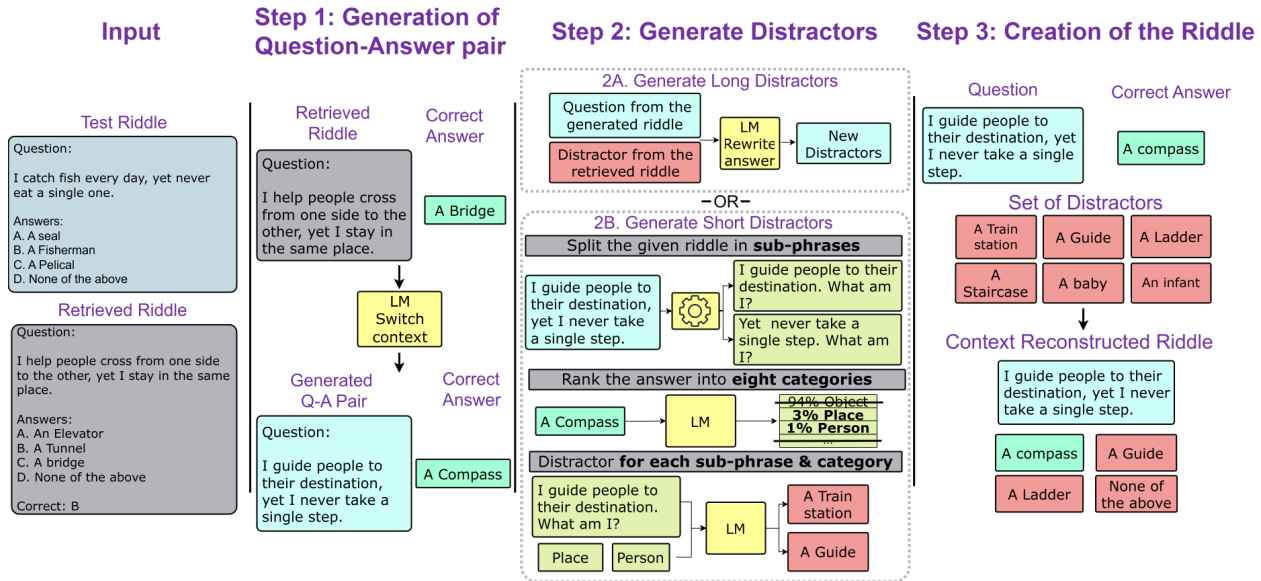 Input
Test Riddle
Question:
I catch fish every day, yet never
eat a single one.
Answers:
A. A seal
B. A Fisherman
C. A Pelical
D. None of the above
Retrieved Riddle
Question:
I help people cross from one side
to the other, yet I stay in the same
place.
Answers:
A. An Elevator
B. A Tunnel
C. A bridge
D. None of the above
Correct: B
Step 1: Generation of
Question-Answer pair
Retrieved
Riddle
Correct
Answer
Question:
I help people cross
from one side to the
other, yet I stay in
the same place.
A Bridge
LM
Switch
context
Generated
Q-A Pair
Correct
Answer
Question:
I guide people to
their destination,
yet I never take a
single step.
A Compass
Step 2: Generate Distractors
2A. Generate Long Distractors
Question from the
generated riddle
Distractor from the
retrieved riddle
LM
Rewrite
answer
New
Distractors
–OR–
2B. Generate Short Distractors
Split the given riddle in sub-phrases
I guide people to
their destination,
yet I never take
a single step.
I guide people to their
destination. What am
I?
Yet never take a
single step. What am
I?
Rank the answer into eight categories
A Compass
LM
94% Object
3% Place
1% Person
...
Distractor for each sub-phrase & category
I guide people to
their destination.
What am I?
Place
Person
LM
A Train
station
A Guide
Step 3: Creation of the Riddle
Question
Correct Answer
I guide people to
their destination, yet
I never take a single
step.
A compass
Set of Distractors
A Train
station
A Guide
A Ladder
A
Staircase
A baby
An infant
Context Reconstructed Riddle
I guide people to their
destination, yet I never
take a single step.
A compass
A Guide
A Ladder
None of
the above